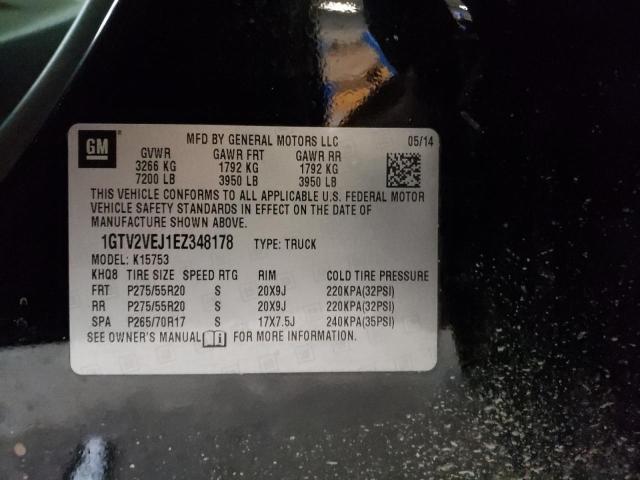 GM MFD BY GENERAL MOTORS LLC 05/14
GVWR GAWR FRT GAWR RR
3266 KG 1792 KG 1792 KG
7200 LB 3950 LB 3950 LB
THIS VEHICLE CONFORMS TO ALL APPLICABLE U.S. FEDERAL MOTOR
VEHICLE SAFETY STANDARDS IN EFFECT ON THE DATE OF
MANUFACTURE SHOWN ABOVE.
1GTV2VEJ1EZ348178 TYPE: TRUCK
MODEL: K15753
KHQ8 TIRE SIZE SPEED RTG RIM COLD TIRE PRESSURE
FRT P275/55R20 S 20X9J 220KPA(32PSI)
RR P275/55R20 S 20X9J 220KPA(32PSI)
SPA P265/70R17 S 17X7.5J 240KPA(35PSI)
SEE OWNER'S MANUAL FOR MORE INFORMATION.